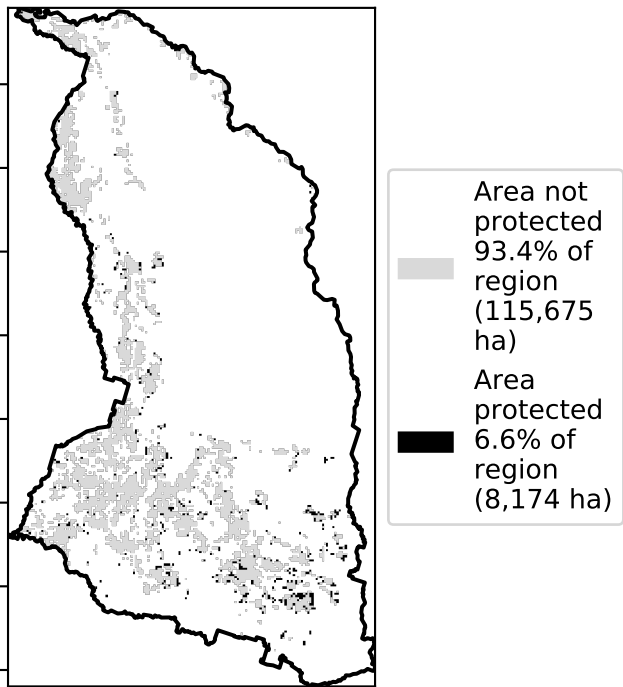 Area not
protected
93.4% of
region
(115,675
ha)
Area
protected
6.6% of
region
(8,174 ha)